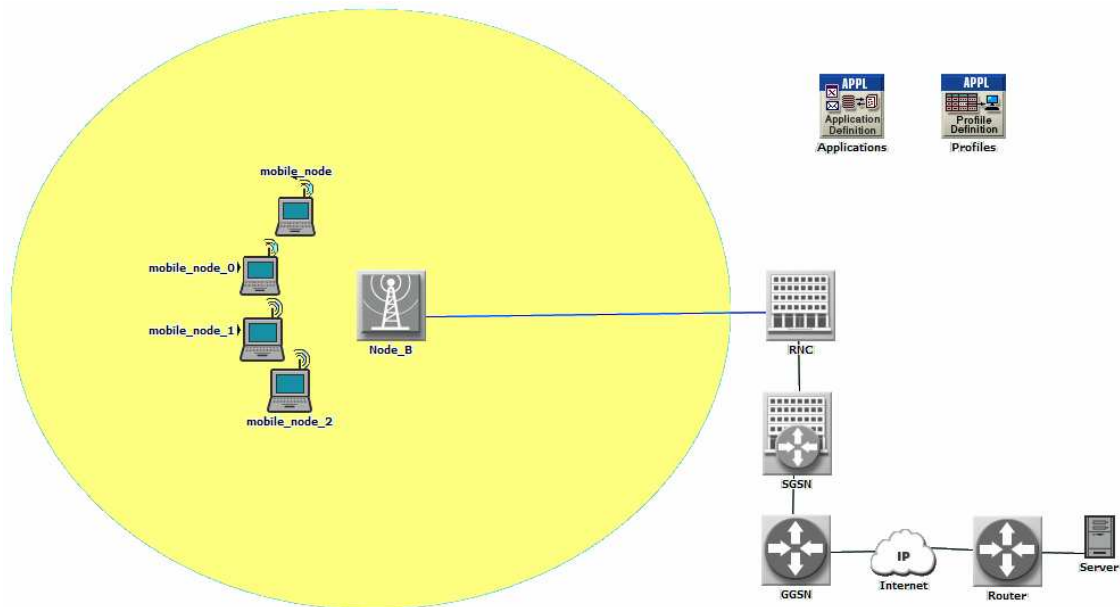 APPL
Application
Definition
Applications
APPL
Profile
Definition
Profiles
mobile_node
mobile_node_0
mobile_node_1
mobile_node_2
Node_B
RNC
SGSN
GGSN
IP
Internet
Router
Server